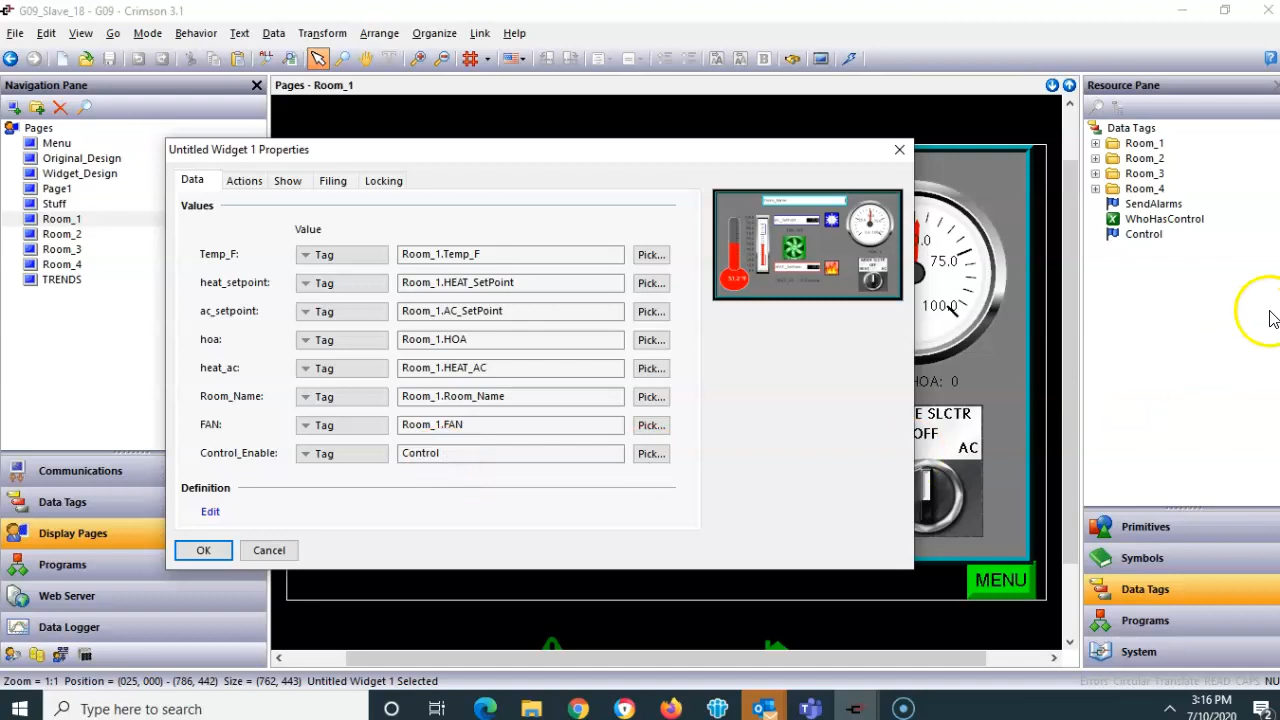 G09_Slave_18 - G09 - Crimson 3.1
File Edit View Go Mode Behavior Text Data Transform Arrange Organize Link Help
Navigation Pane
Pages - Room_1
Resource Pane
Pages
Menu
Original_Design
Widget_Design
Page1
Stuff
Room_1
Room_2
Room_3
Room_4
TRENDS
Communications
Data Tags
Display Pages
Programs
Web Server
Data Logger
Untitled Widget 1 Properties
Data Actions Show Filing Locking
Values
Value
Temp_F: Tag Room_1.Temp_F Pick...
heat_setpoint: Tag Room_1.HEAT_SetPoint Pick...
ac_setpoint: Tag Room_1.AC_SetPoint Pick...
hoa: Tag Room_1.HOA Pick...
heat_ac: Tag Room_1.HEAT_AC Pick...
Room_Name: Tag Room_1.Room_Name Pick...
FAN: Tag Room_1.FAN Pick...
Control_Enable: Tag Control Pick...
Definition
Edit
OK Cancel
75.0
100.0
HOA: 0
E SLCTR
OFF
AC
MENU
Data Tags
Room_1
Room_2
Room_3
Room_4
SendAlarms
WhoHasControl
Control
Primitives
Symbols
Data Tags
Programs
System
Zoom = 1:1 Position = (025, 000) - (786, 442) Size = (762, 443) Untitled Widget 1 Selected
Errors Circular Translate READ CAPS NU
Type here to search
3:16 PM
7/10/2020